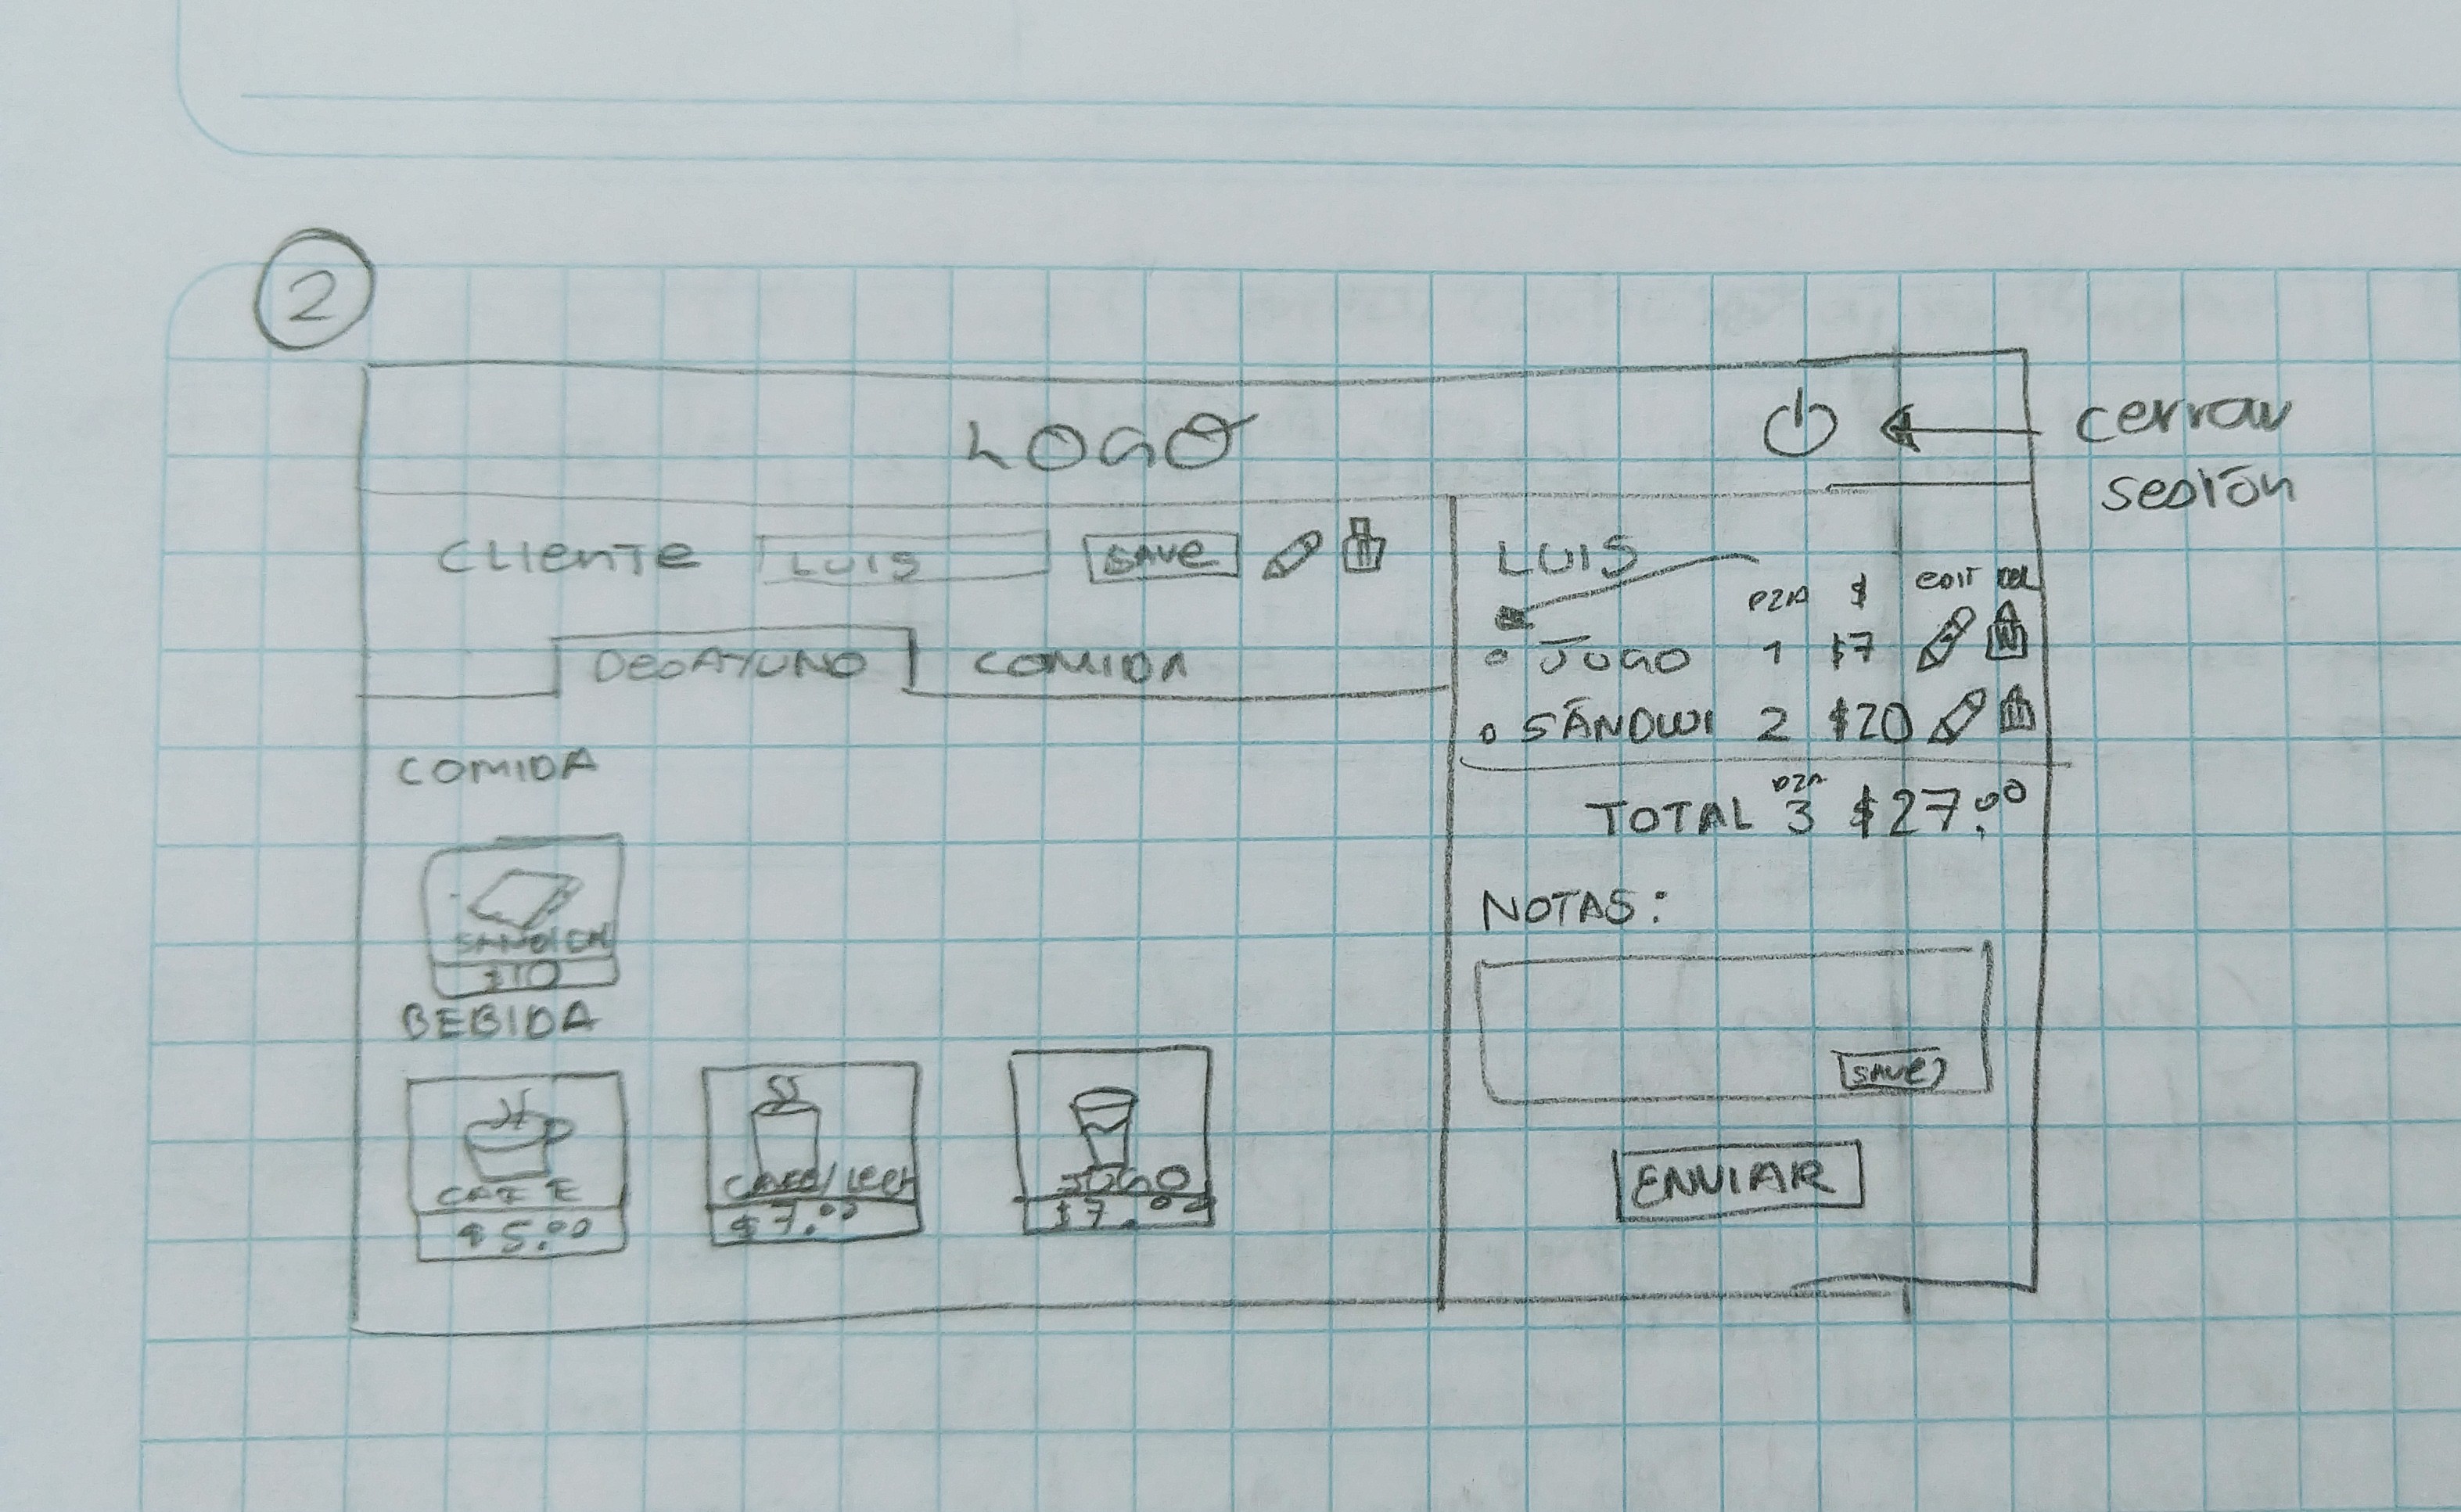 2
LOGO
cerrar
sesión
CLIENTE LUIS SAVE
DESAYUNO COMIDA
COMIDA
$10
BEBIDA
CAFE
$5.00
CAFE/LECH
$7.00
JUGO
$7.00
LUIS
PZA $ EDIT DEL
JUGO 1 $7
SÁNDWI 2 $20
PZA
TOTAL 3 $27.00
NOTAS:
SAVE
ENVIAR